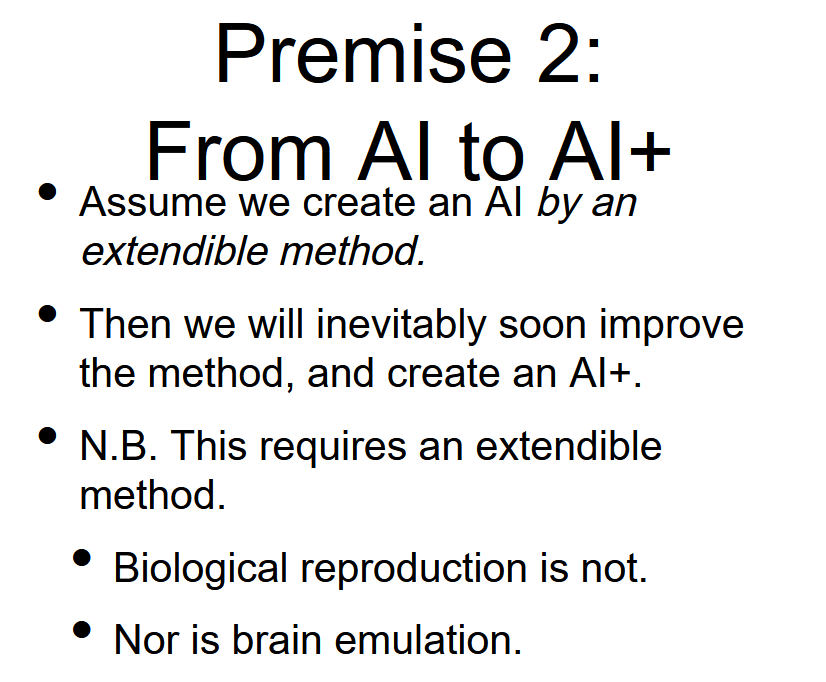 Premise 2:
From AI to AI+
• Assume we create an AI by an
extendible method.
• Then we will inevitably soon improve
the method, and create an AI+.
• N.B. This requires an extendible
method.
• Biological reproduction is not.
• Nor is brain emulation.